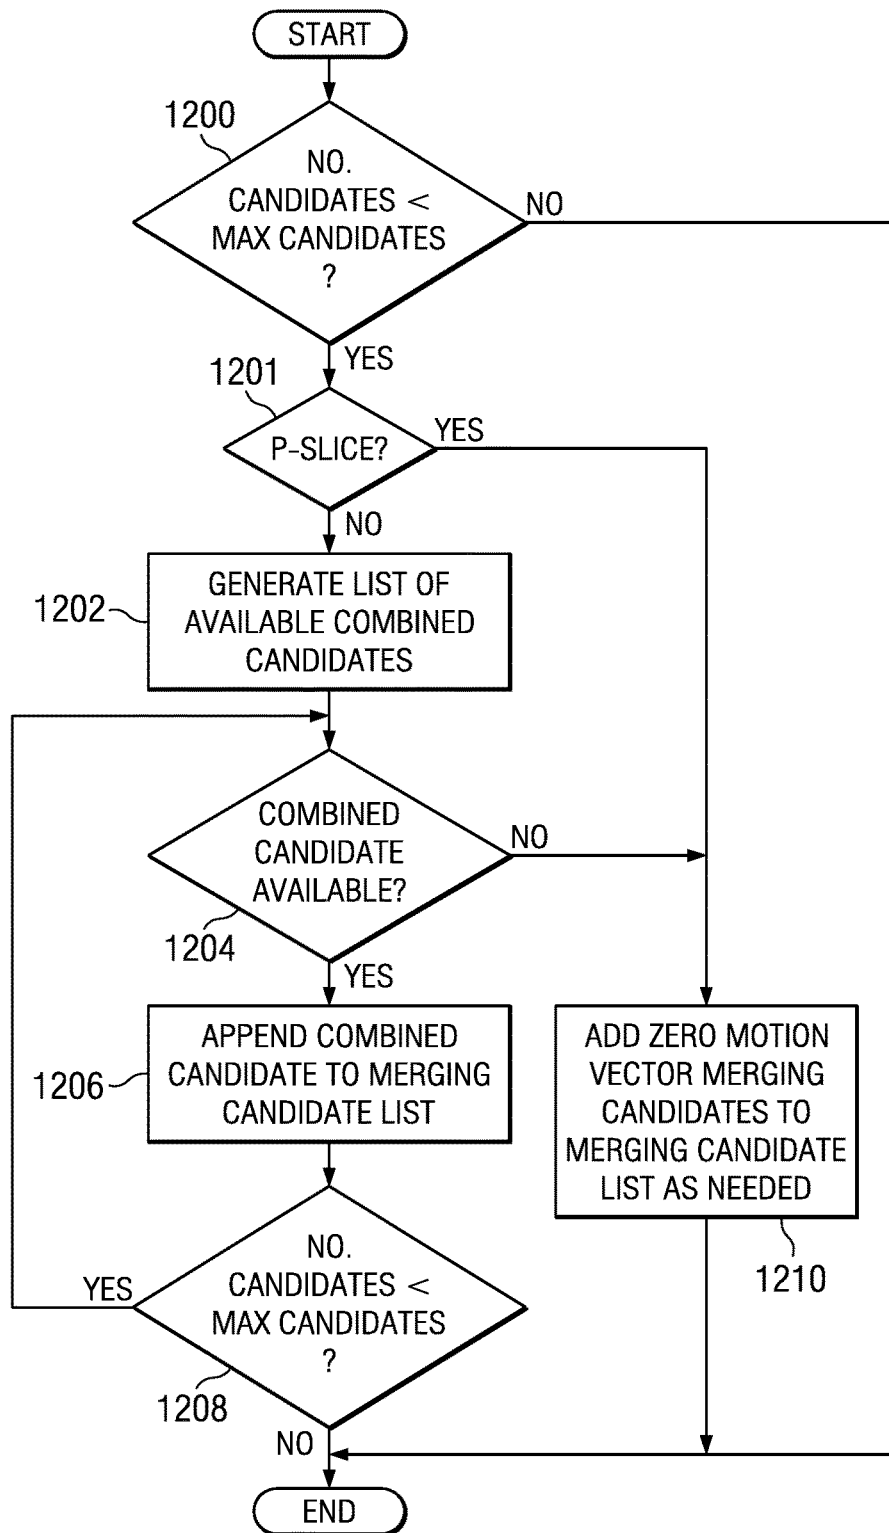 START
1200
NO.
CANDIDATES <
MAX CANDIDATES
?
NO
YES
1201
P-SLICE?
YES
NO
1202
GENERATE LIST OF
AVAILABLE COMBINED
CANDIDATES
COMBINED
CANDIDATE
AVAILABLE?
NO
1204
YES
1206
APPEND COMBINED
CANDIDATE TO MERGING
CANDIDATE LIST
ADD ZERO MOTION
VECTOR MERGING
CANDIDATES TO
MERGING CANDIDATE
LIST AS NEEDED
1210
YES
NO.
CANDIDATES <
MAX CANDIDATES
?
1208
NO
END